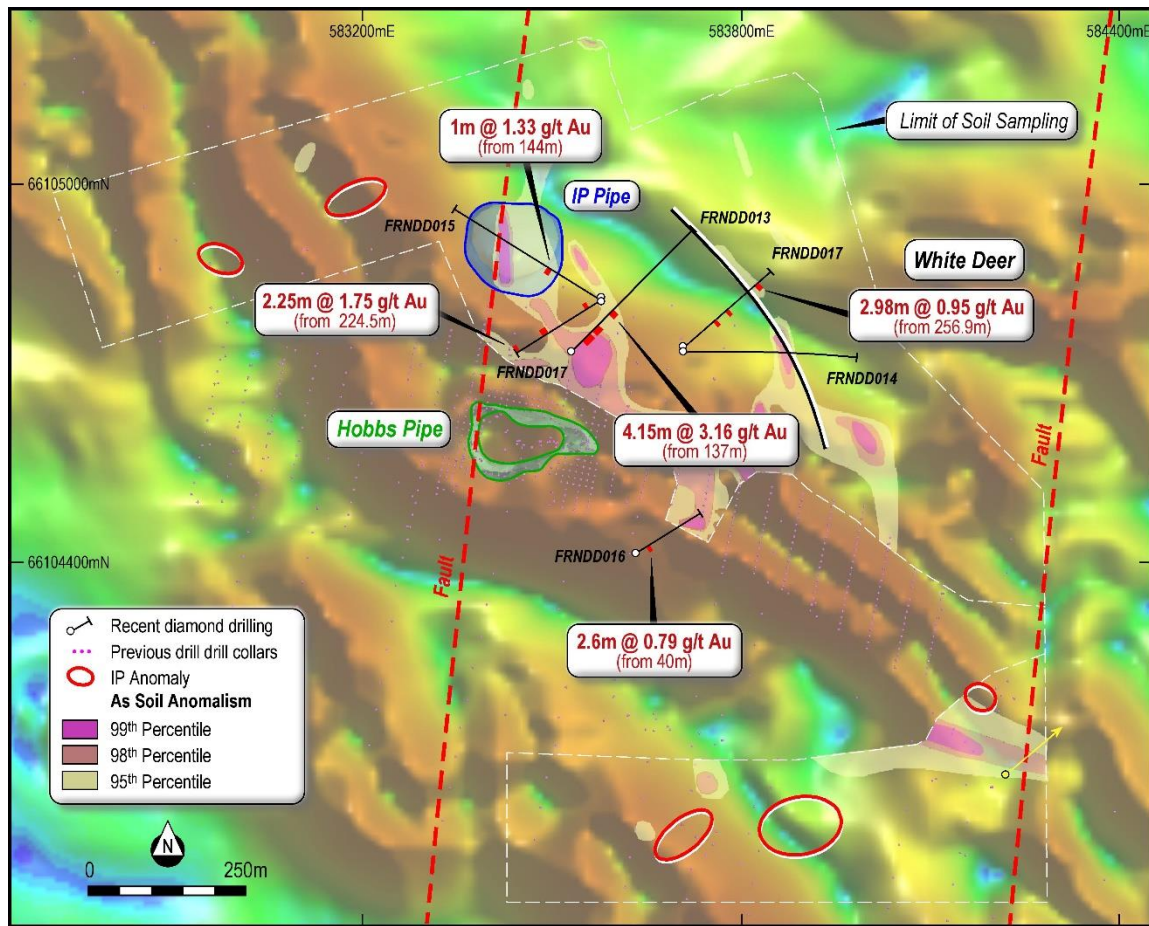 583200mE
583800mE
584400mE
1m @ 1.33 g/t Au
(from 144m)
Limit of Soil Sampling
66105000mN
IP Pipe
FRNDD015
FRNDD013
FRNDD017
White Deer
2.25m @ 1.75 g/t Au
(from 224.5m)
2.98m @ 0.95 g/t Au
(from 256.9m)
FRNDD017
FRNDD014
Hobbs Pipe
4.15m @ 3.16 g/t Au
(from 137m)
Fault
66104400mN
FRNDD016
Fault
2.6m @ 0.79 g/t Au
(from 40m)
Recent diamond drilling
Previous drill drill collars
IP Anomaly
As Soil Anomalism
99th Percentile
98th Percentile
95th Percentile
N
0 250m